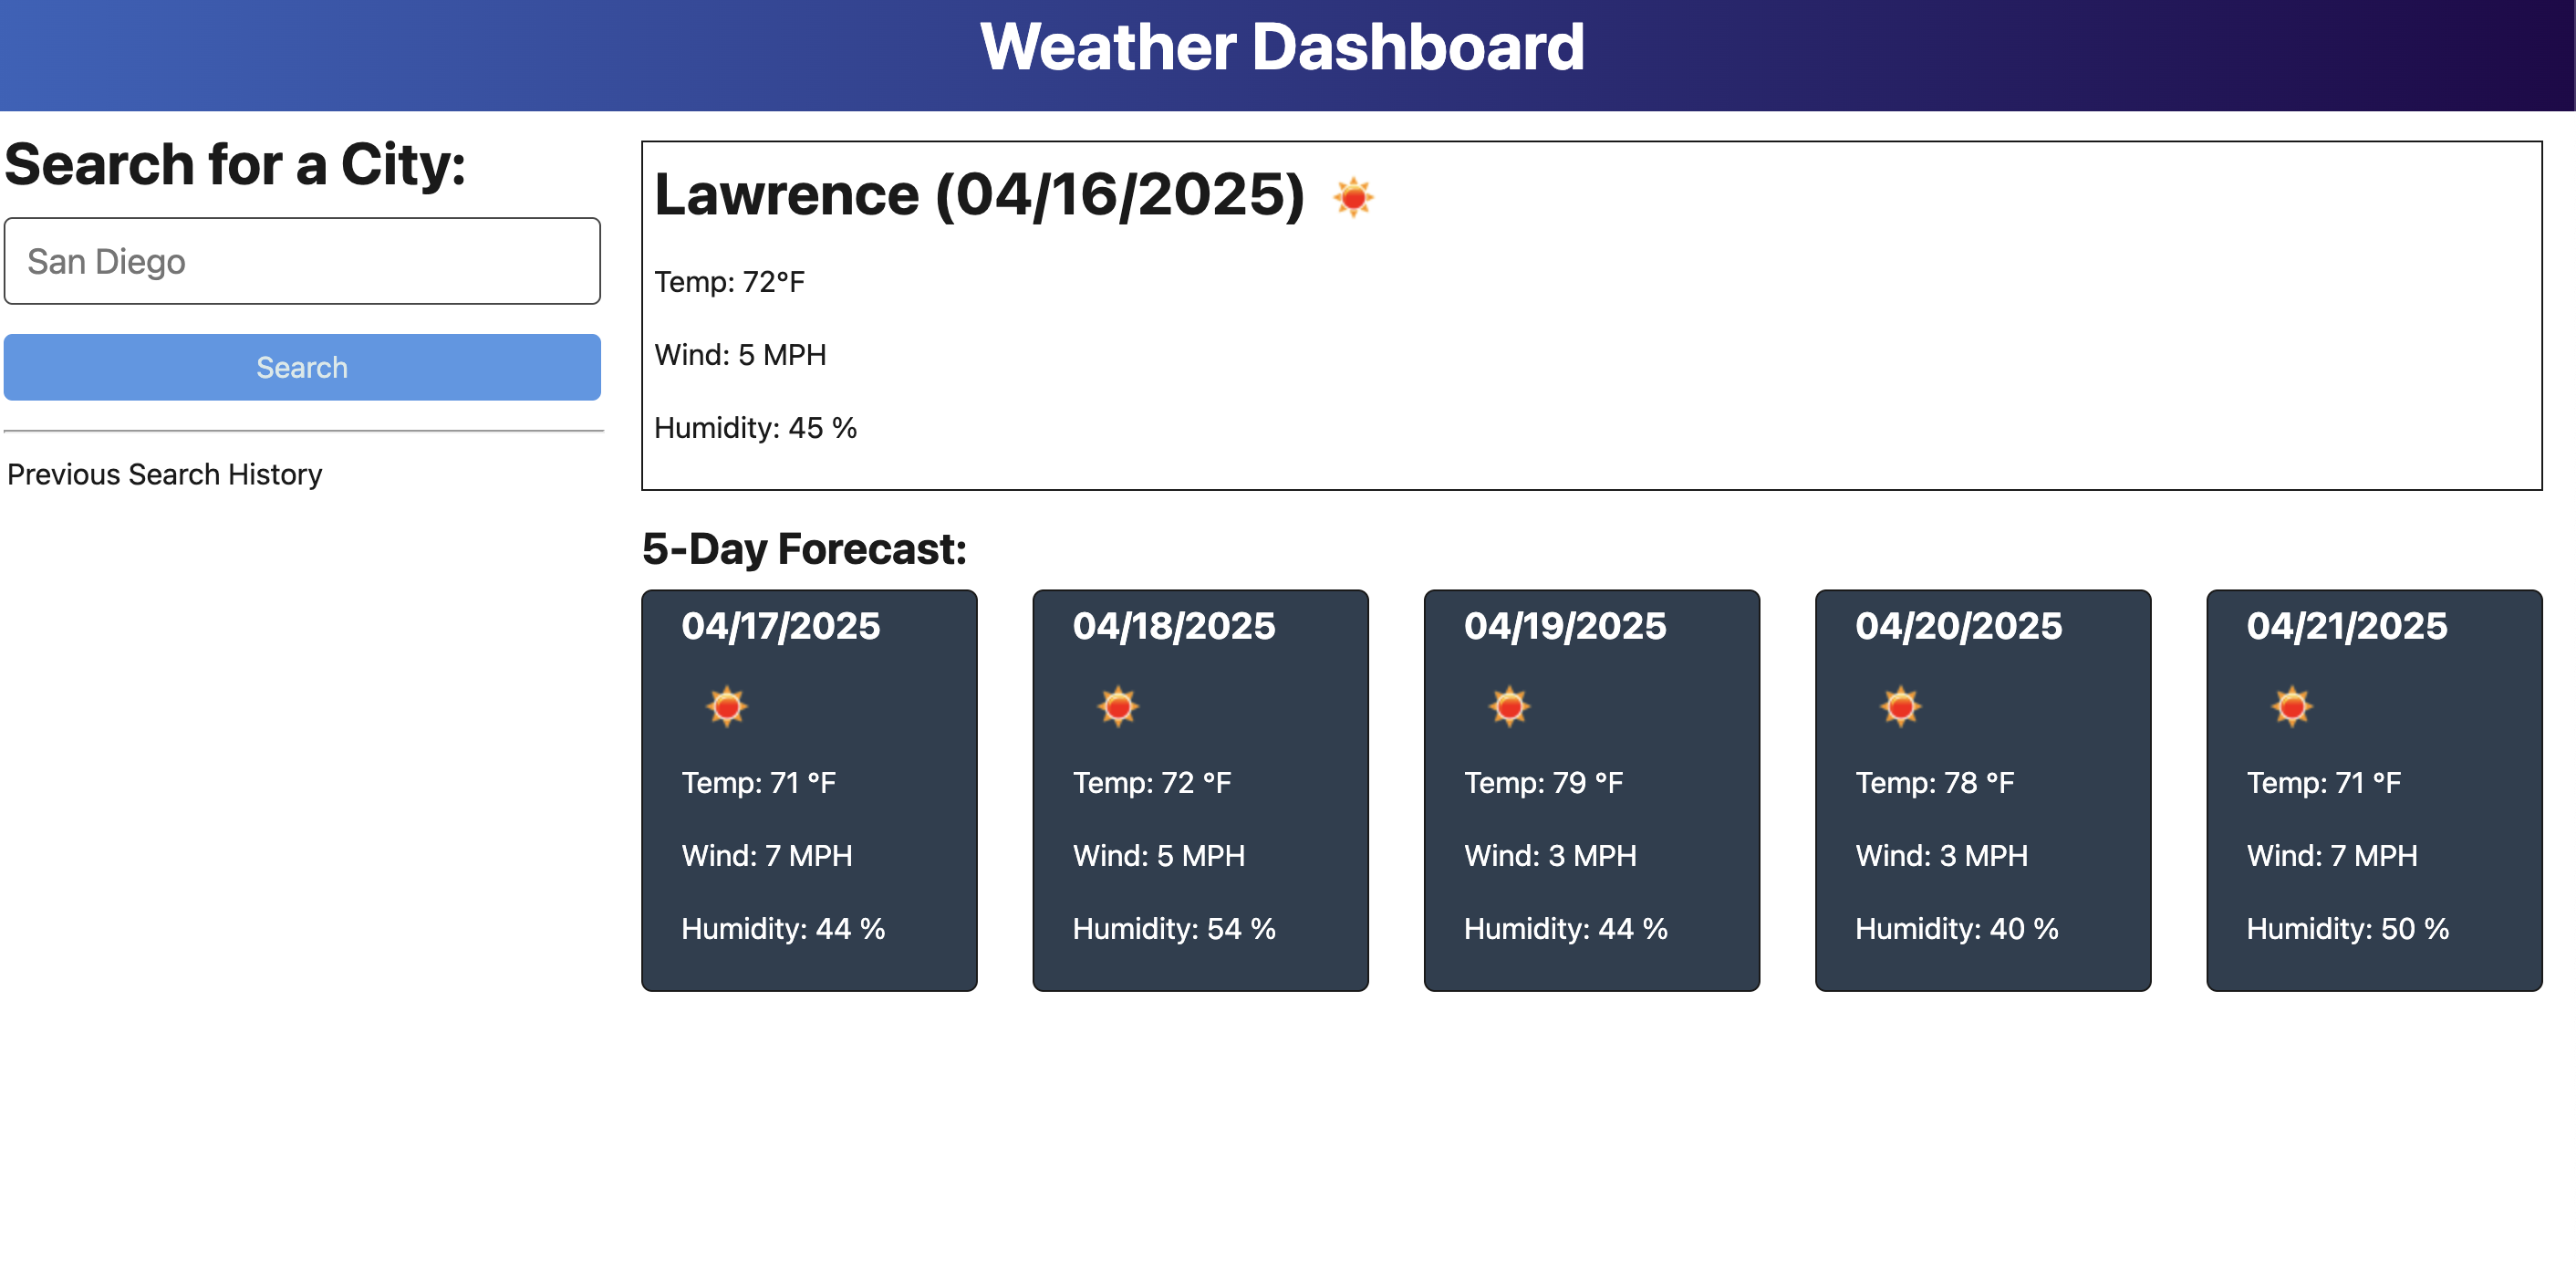 Weather Dashboard
Search for a City:
San Diego
Search
Previous Search History
Lawrence (04/16/2025)
Temp: 72°F
Wind: 5 MPH
Humidity: 45 %
5-Day Forecast:
04/17/2025
Temp: 71 °F
Wind: 7 MPH
Humidity: 44 %
04/18/2025
Temp: 72 °F
Wind: 5 MPH
Humidity: 54 %
04/19/2025
Temp: 79 °F
Wind: 3 MPH
Humidity: 44 %
04/20/2025
Temp: 78 °F
Wind: 3 MPH
Humidity: 40 %
04/21/2025
Temp: 71 °F
Wind: 7 MPH
Humidity: 50 %